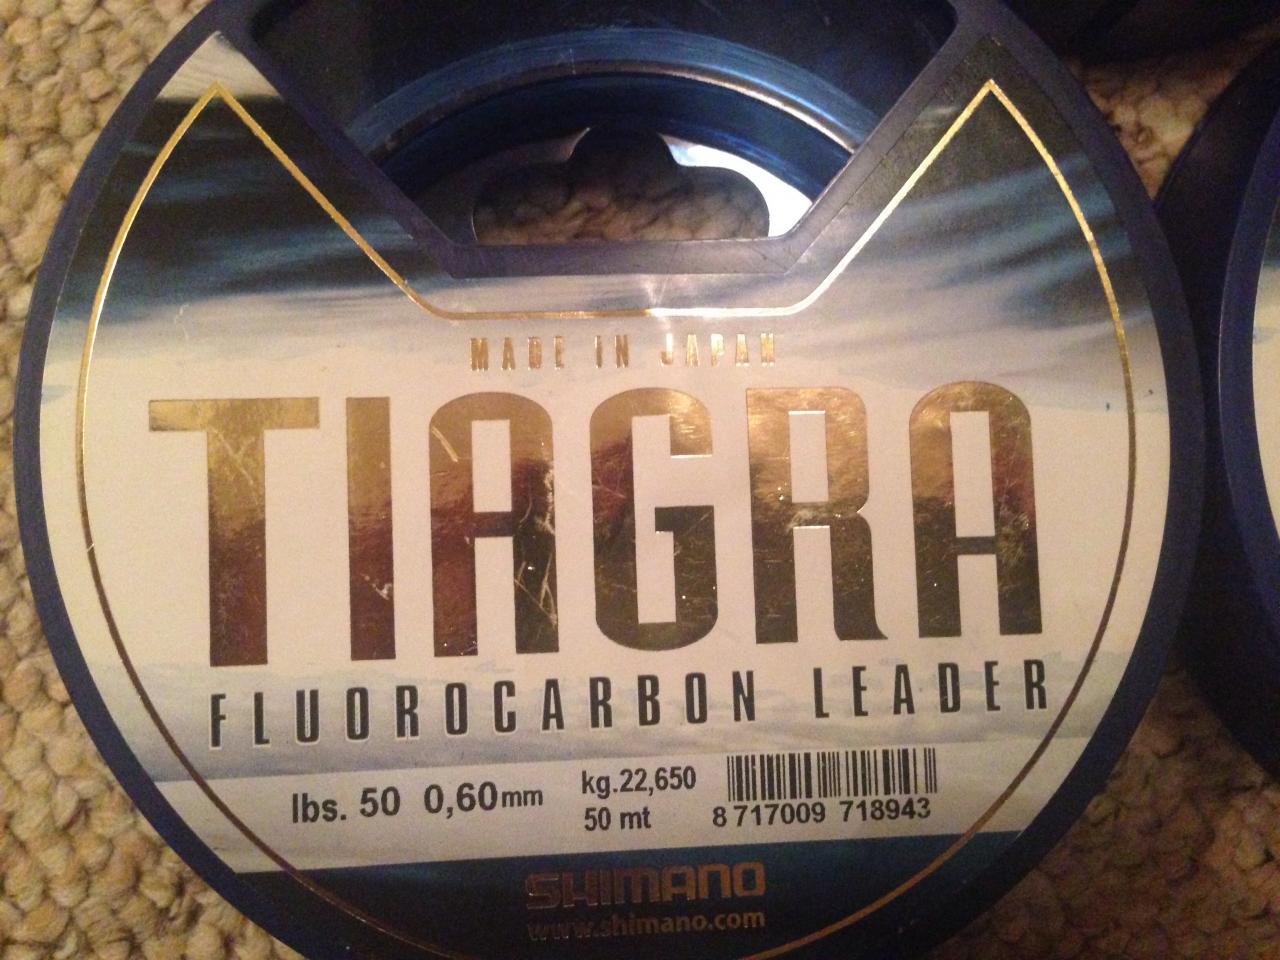 MADE IN JAPAN
TIAGRA
FLUOROCARBON LEADER
lbs. 50 0,60mm kg.22,650
50 mt 8 717009 718943
SHIMANO
www.shimano.com